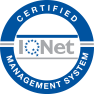 CERTIFIED
IQNet
MANAGEMENT SYSTEM